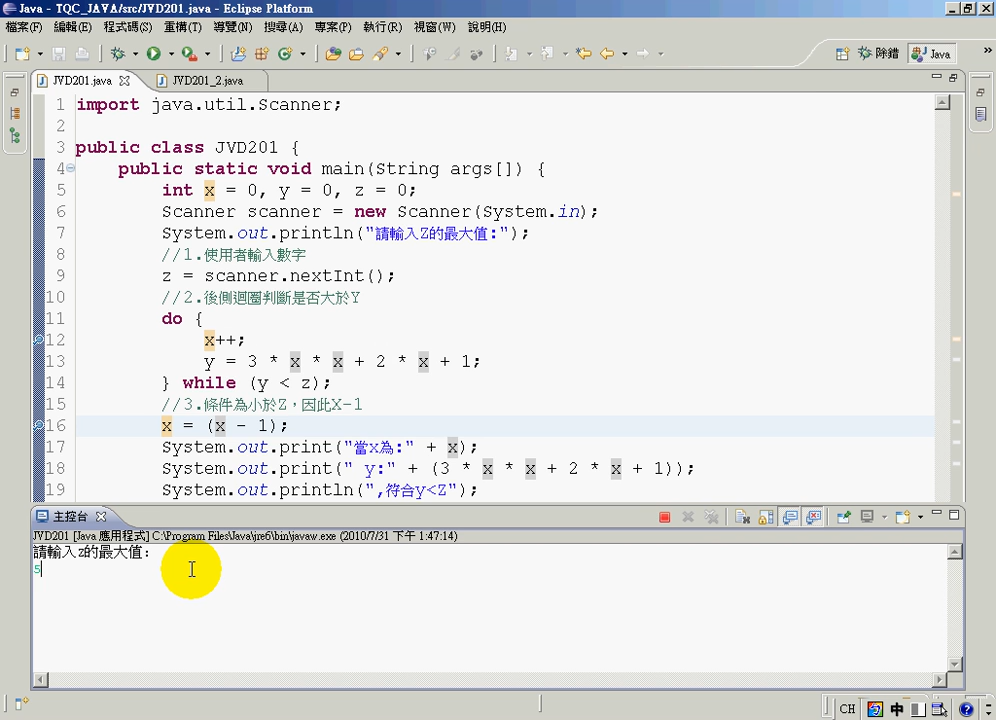 Java - TQC_JAVA/src/JVD201.java - Eclipse Platform
檔案(F) 編輯(E) 程式碼(S) 重構(T) 導覽(N) 搜尋(A) 專案(P) 執行(R) 視窗(W) 說明(H)
除錯 Java »
JVD201.java JVD201_2.java
1 import java.util.Scanner;
2
3 public class JVD201 {
4 public static void main(String args[]) {
5 int x = 0, y = 0, z = 0;
6 Scanner scanner = new Scanner(System.in);
7 System.out.println("請輸入Z的最大值:");
8 //1.使用者輸入數字
9 z = scanner.nextInt();
10 //2.後側迴圈判斷是否大於Y
11 do {
12 x++;
13 y = 3 * x * x + 2 * x + 1;
14 } while (y < z);
15 //3.條件為小於Z，因此X-1
16 x = (x - 1);
17 System.out.print("當x為:" + x);
18 System.out.print(" y:" + (3 * x * x + 2 * x + 1));
19 System.out.println(",符合y<Z");
主控台
JVD201 [Java 應用程式] C:\Program Files\Java\jre6\bin\javaw.exe (2010/7/31 下午 1:47:14)
請輸入z的最大值:
5
CH 中